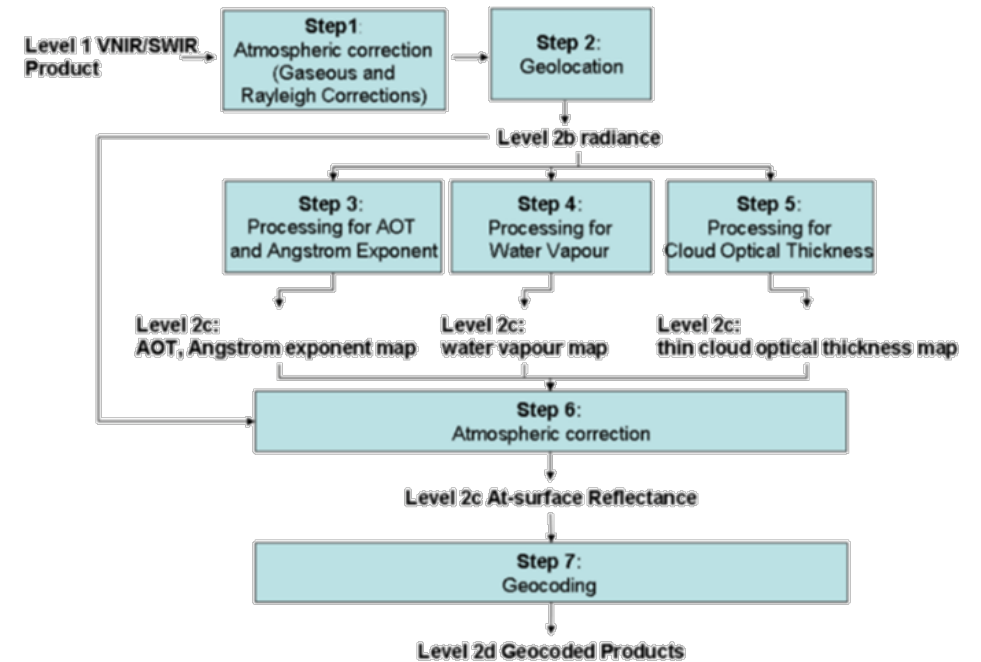 Level 1 VNIR/SWIR
Product
Step1:
Atmospheric correction
(Gaseous and
Rayleigh Corrections)
Step 2:
Geolocation
Level 2b radiance
Step 3:
Processing for AOT
and Angstrom Exponent
Step 4:
Processing for
Water Vapour
Step 5:
Processing for
Cloud Optical Thickness
Level 2c:
AOT, Angstrom exponent map
Level 2c:
water vapour map
Level 2c:
thin cloud optical thickness map
Step 6:
Atmospheric correction
Level 2c At-surface Reflectance
Step 7:
Geocoding
Level 2d Geocoded Products